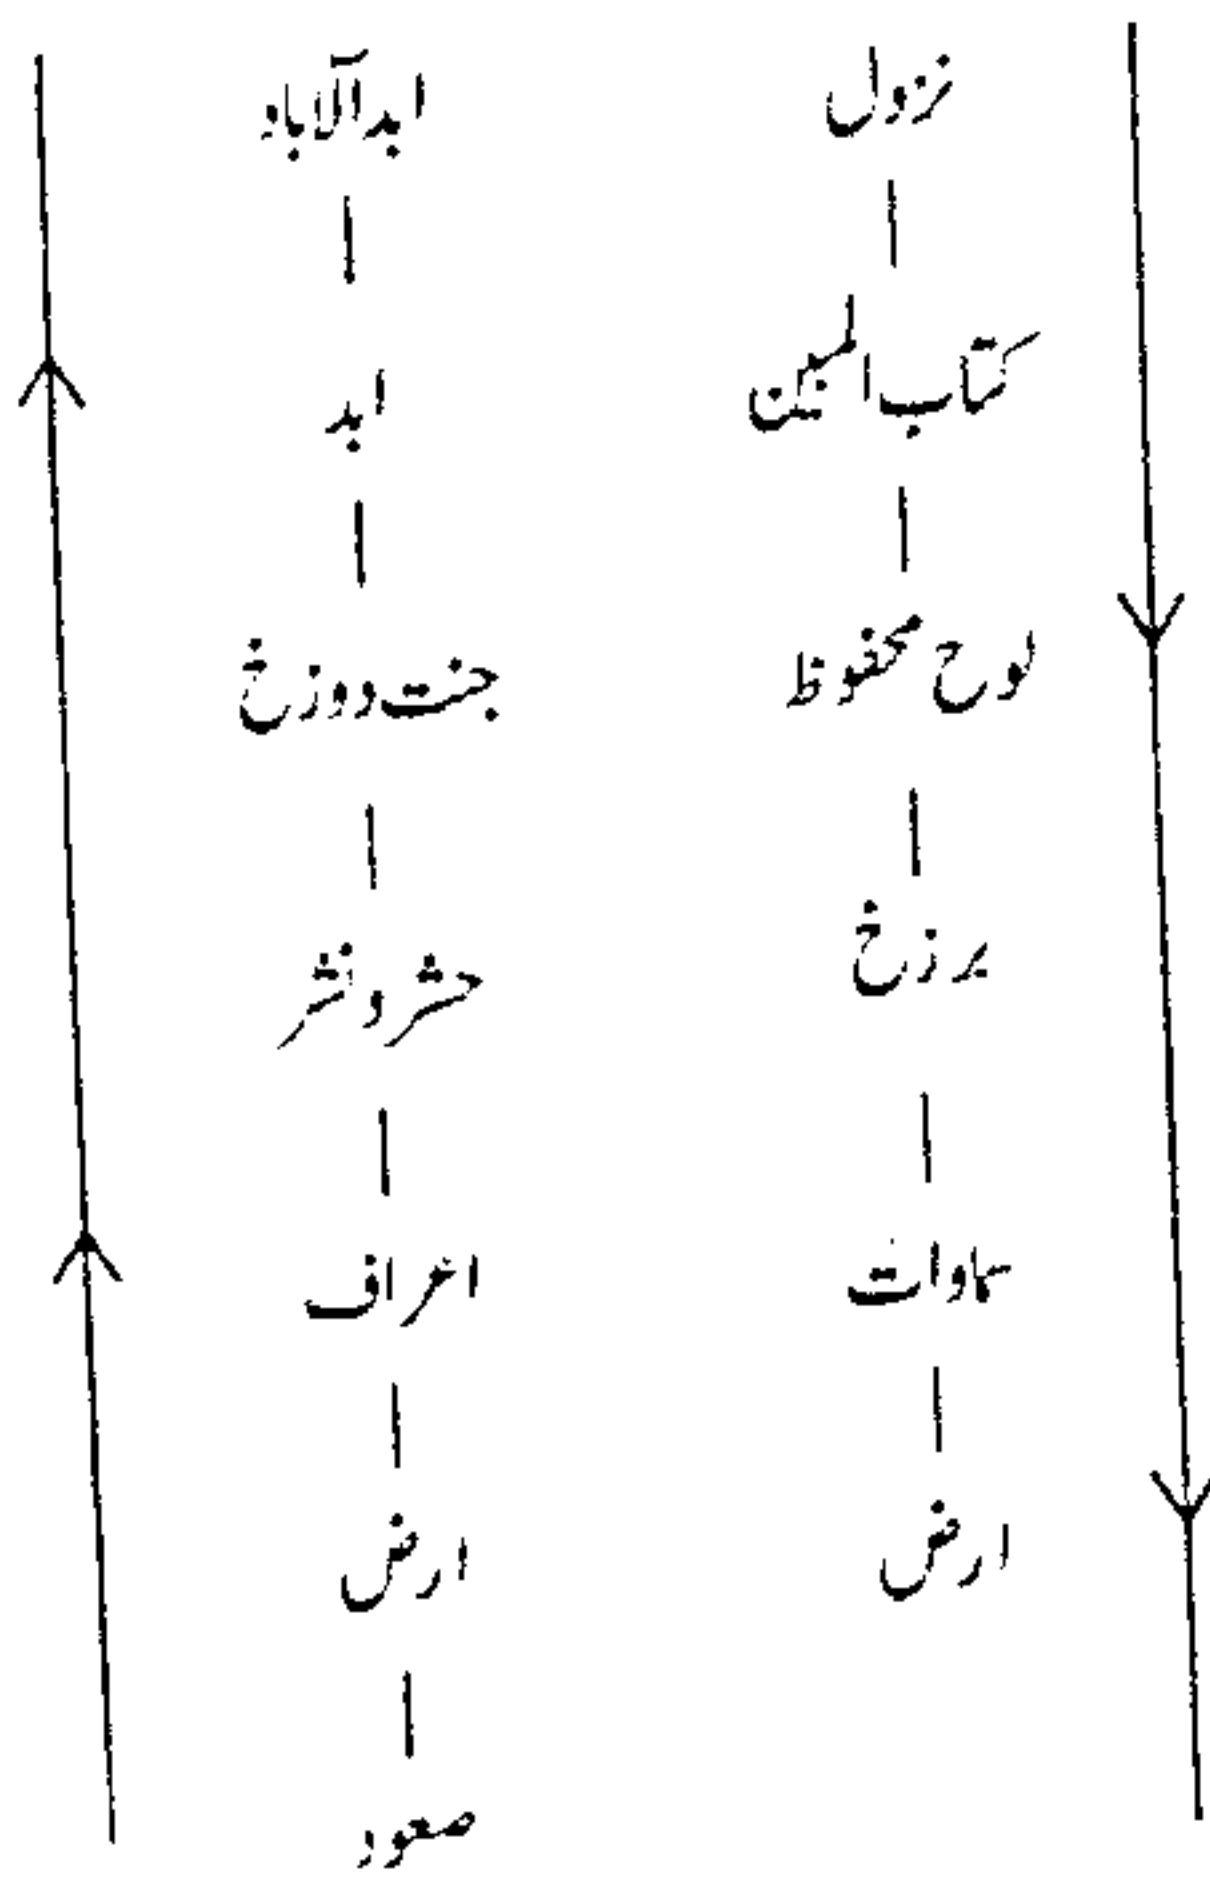 نزول
کتاب المبین
لوح محفوظ
برزخ
سماوات
ارض
ابدالآباد
ابد
جنت دوزخ
حشر و نشر
اعراف
ارض
صعود